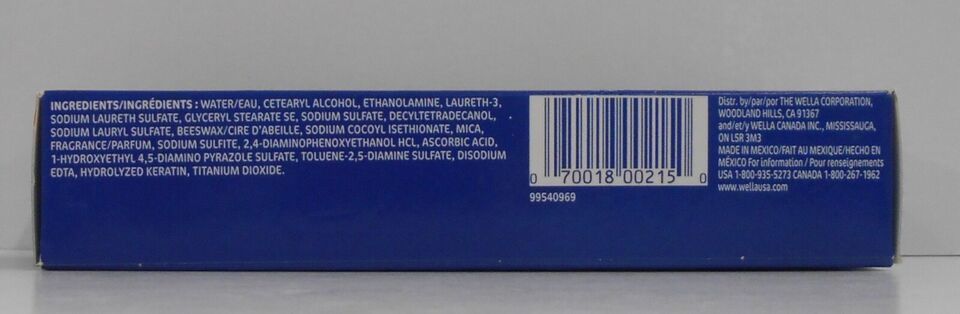 INGREDIENTS/INGRÉDIENTS : WATER/EAU, CETEARYL ALCOHOL, ETHANOLAMINE, LAURETH-3,
SODIUM LAURETH SULFATE, GLYCERYL STEARATE SE, SODIUM SULFATE, DECYLTETRADECANOL,
SODIUM LAURYL SULFATE, BEESWAX/CIRE D'ABEILLE, SODIUM COCOYL ISETHIONATE, MICA,
FRAGRANCE/PARFUM, SODIUM SULFITE, 2,4-DIAMINOPHENOXYETHANOL HCL, ASCORBIC ACID,
1-HYDROXYETHYL 4,5-DIAMINO PYRAZOLE SULFATE, TOLUENE-2,5-DIAMINE SULFATE, DISODIUM
EDTA, HYDROLYZED KERATIN, TITANIUM DIOXIDE.
0 70018 00215 0
99540969
Distr. by/par/por THE WELLA CORPORATION,
WOODLAND HILLS, CA 91367
and/et/y WELLA CANADA INC., MISSISSAUGA,
ON L5R 3M3
MADE IN MEXICO/FAIT AU MEXIQUE/HECHO EN
MÉXICO For information / Pour renseignements
USA 1-800-935-5273 CANADA 1-800-267-1962
www.wellausa.com